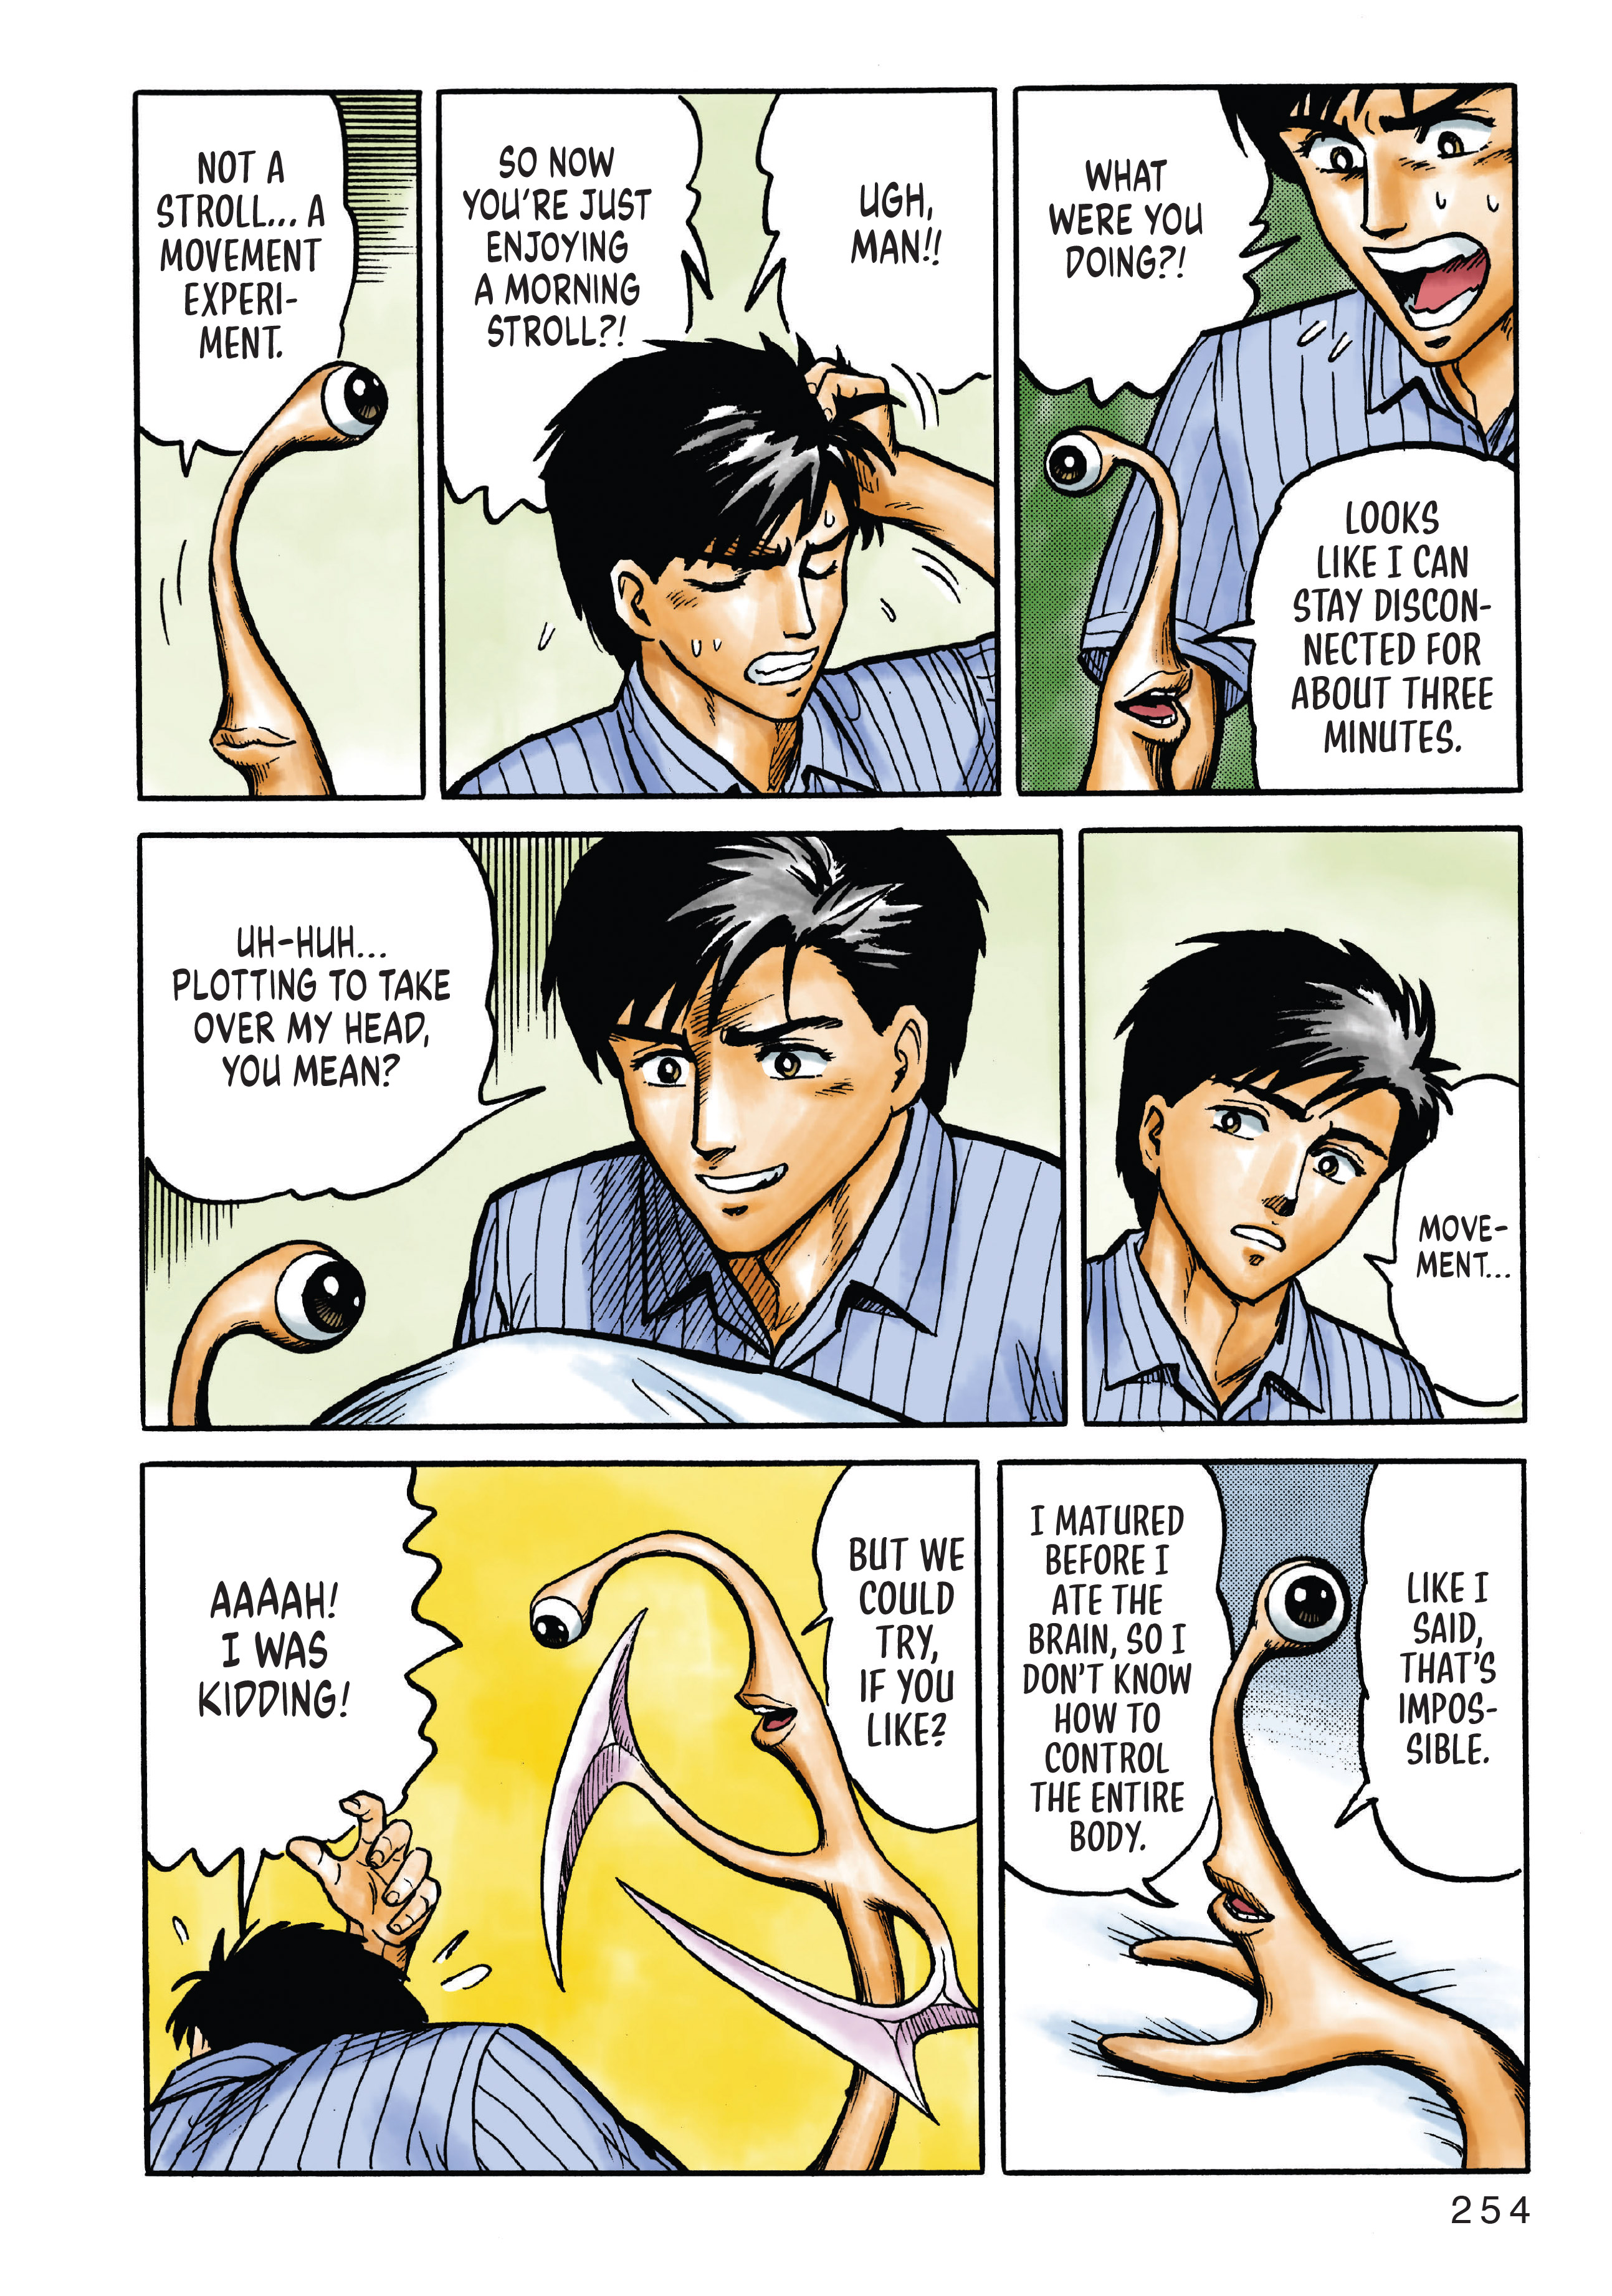 WHAT
WERE YOU
DOING?!
LOOKS
LIKE I CAN
STAY DISCON-
NECTED FOR
ABOUT THREE
MINUTES.
UGH,
MAN!!
SO NOW
YOU'RE JUST
ENJOYING
A MORNING
STROLL?!
NOT A
STROLL... A
MOVEMENT
EXPERI-
MENT.
MOVE-
MENT...
UH-HUH...
PLOTTING TO TAKE
OVER MY HEAD,
YOU MEAN?
LIKE I
SAID,
THAT'S
IMPOS-
SIBLE.
I MATURED
BEFORE I
ATE THE
BRAIN, SO I
DON'T KNOW
HOW TO
CONTROL
THE ENTIRE
BODY.
BUT WE
COULD
TRY,
IF YOU
LIKE?
AAAAH!
I WAS
KIDDING!
254